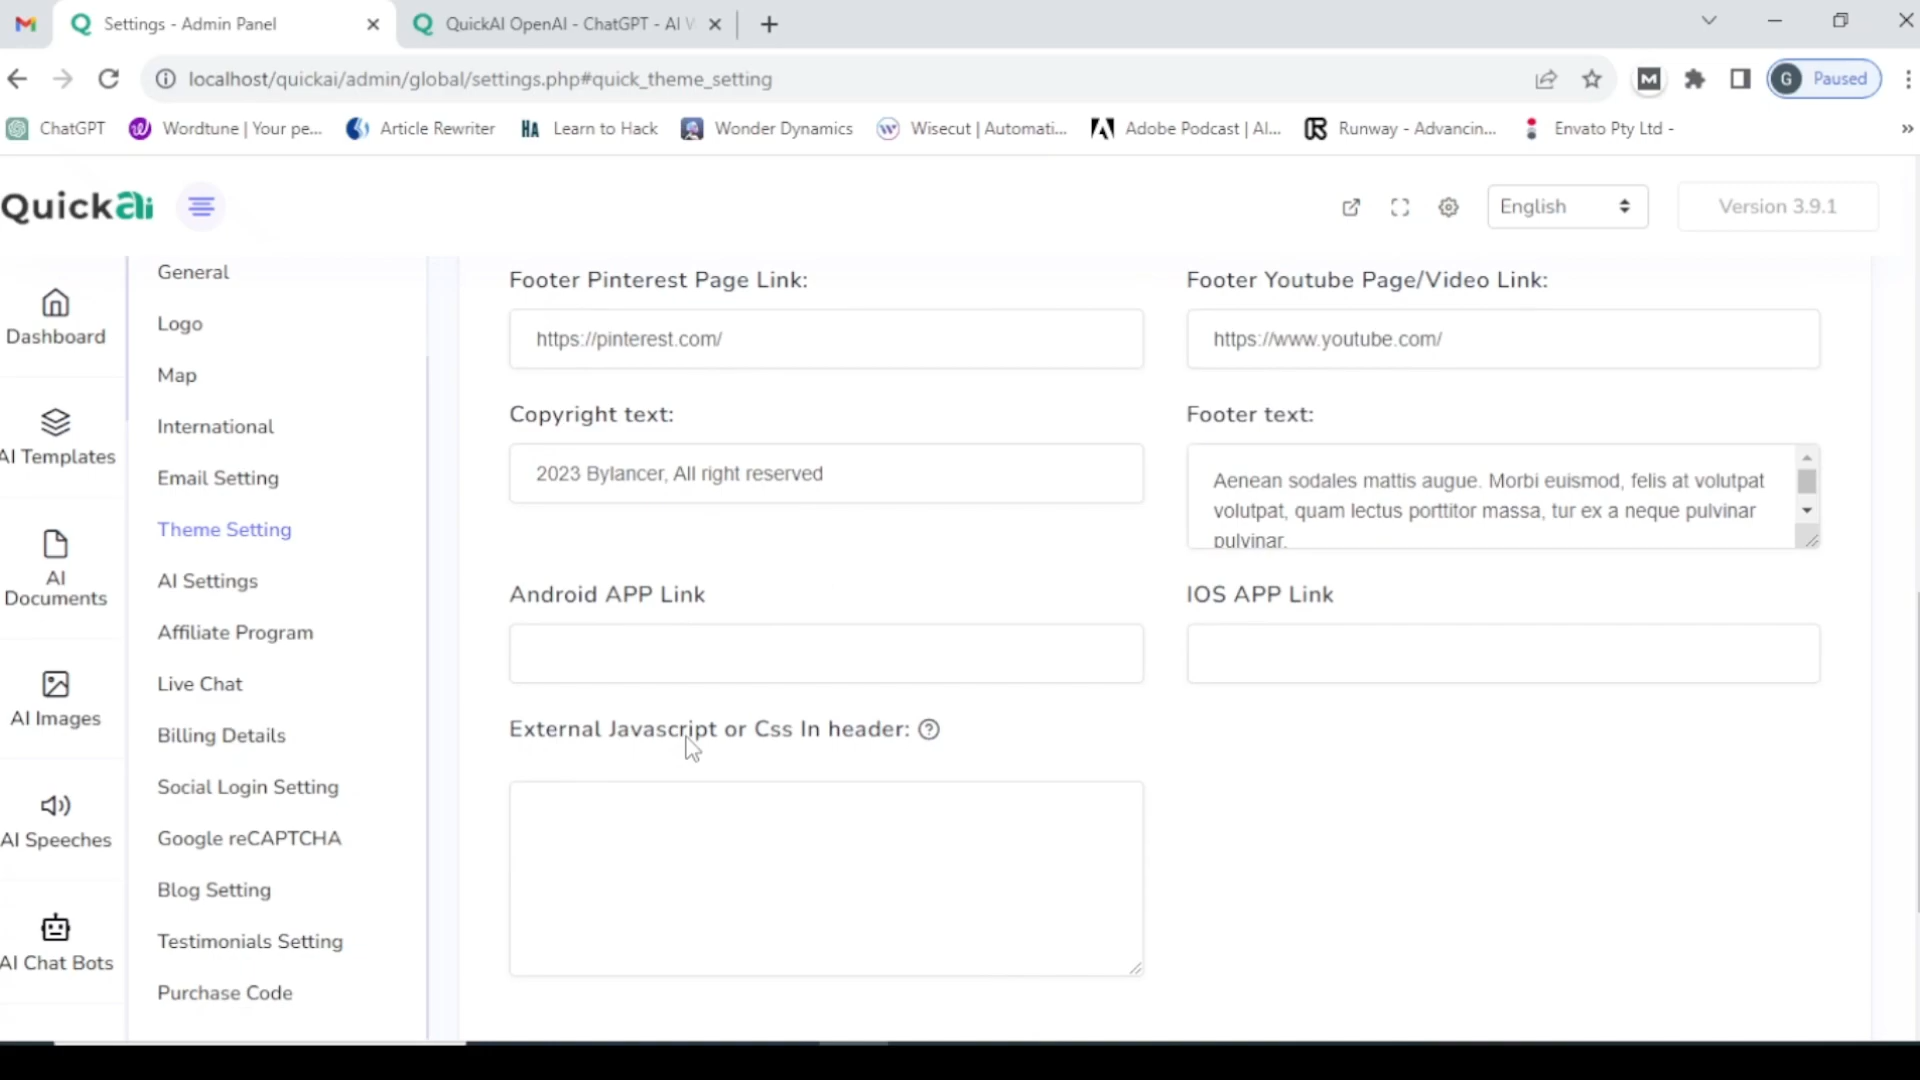 Settings - Admin Panel
QuickAI OpenAI - ChatGPT - AI
localhost/quickai/admin/global/settings.php#quick_theme_setting
G Paused
ChatGPT
Wordtune | Your pe...
Article Rewriter
HA Learn to Hack
Wonder Dynamics
Wisecut | Automati...
Adobe Podcast | AI...
Runway - Advancin...
Envato Pty Ltd -
»
QuickAi
English
Version 3.9.1
Dashboard
AI Templates
AI
Documents
AI Images
AI Speeches
AI Chat Bots
General
Logo
Map
International
Email Setting
Theme Setting
AI Settings
Affiliate Program
Live Chat
Billing Details
Social Login Setting
Google reCAPTCHA
Blog Setting
Testimonials Setting
Purchase Code
Footer Pinterest Page Link:
https://pinterest.com/
Footer Youtube Page/Video Link:
https://www.youtube.com/
Copyright text:
2023 Bylancer, All right reserved
Footer text:
Aenean sodales mattis augue. Morbi euismod, felis at volutpat
volutpat, quam lectus porttitor massa, tur ex a neque pulvinar
pulvinar.
Android APP Link
IOS APP Link
External Javascript or Css In header: ?